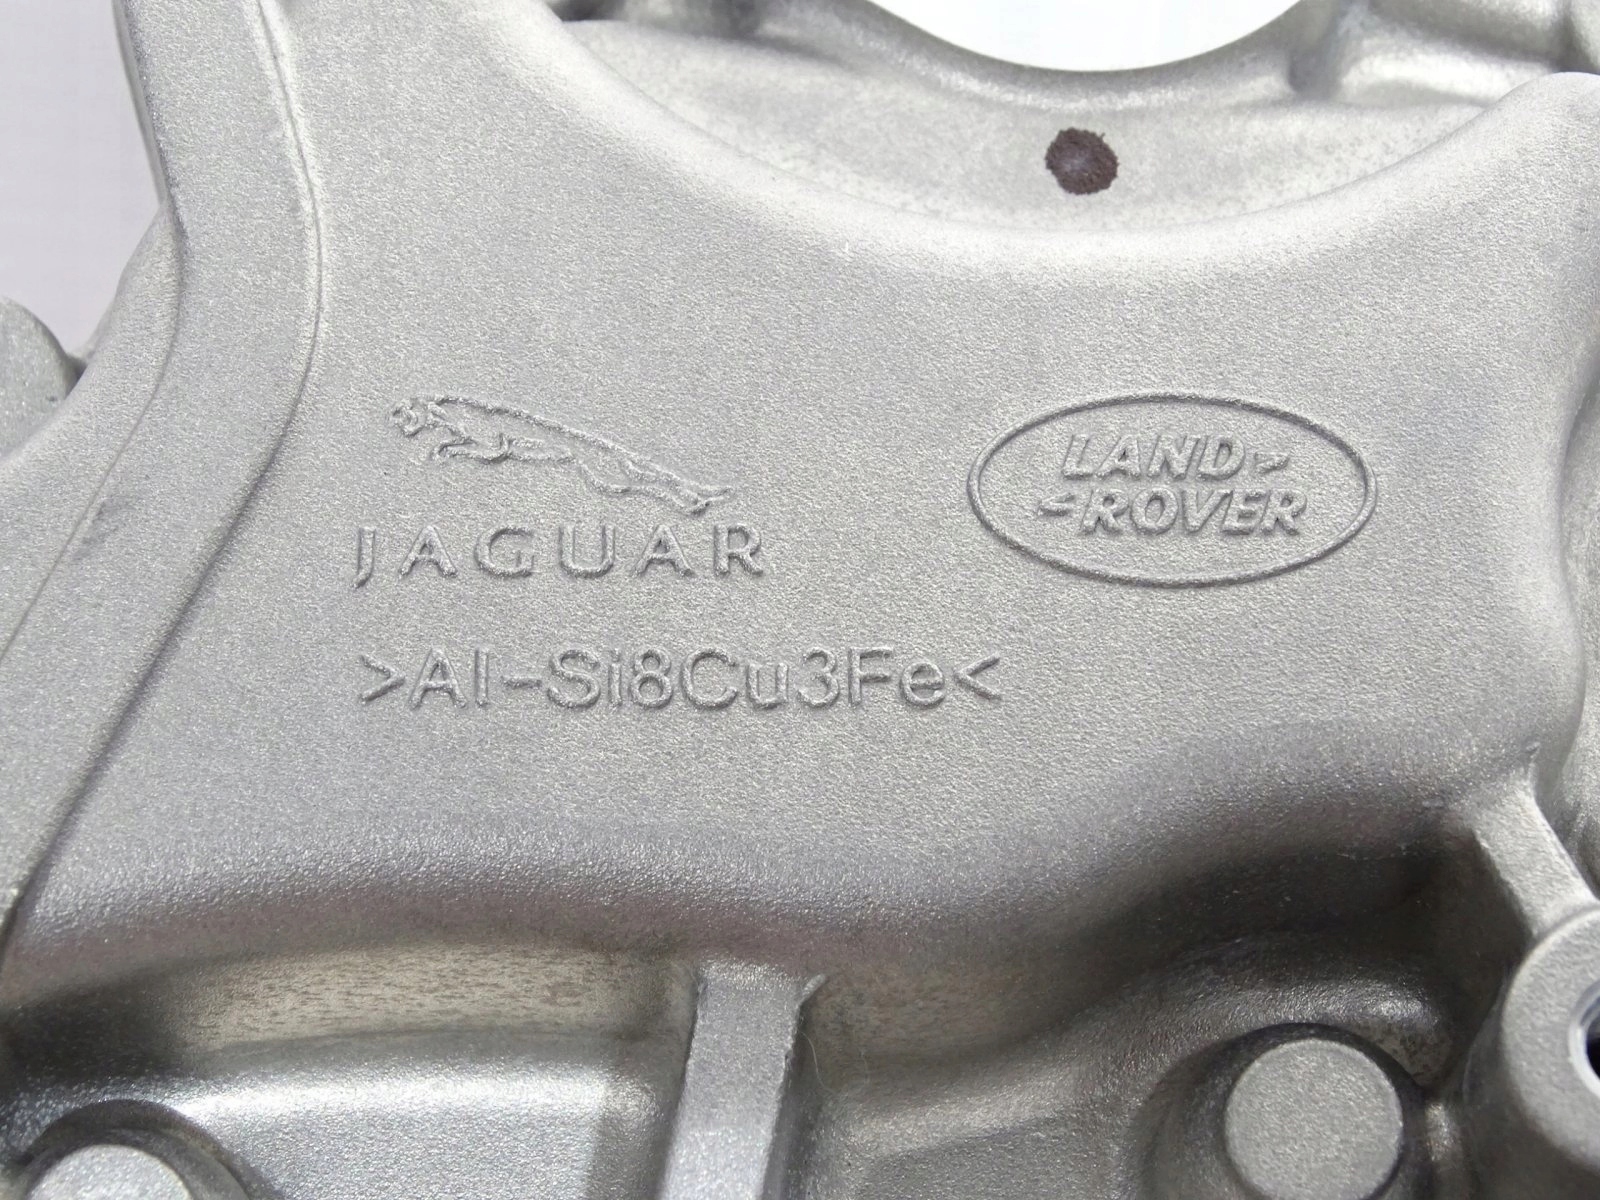 JAGUAR
LAND
ROVER
>Al-Si8Cu3Fe<